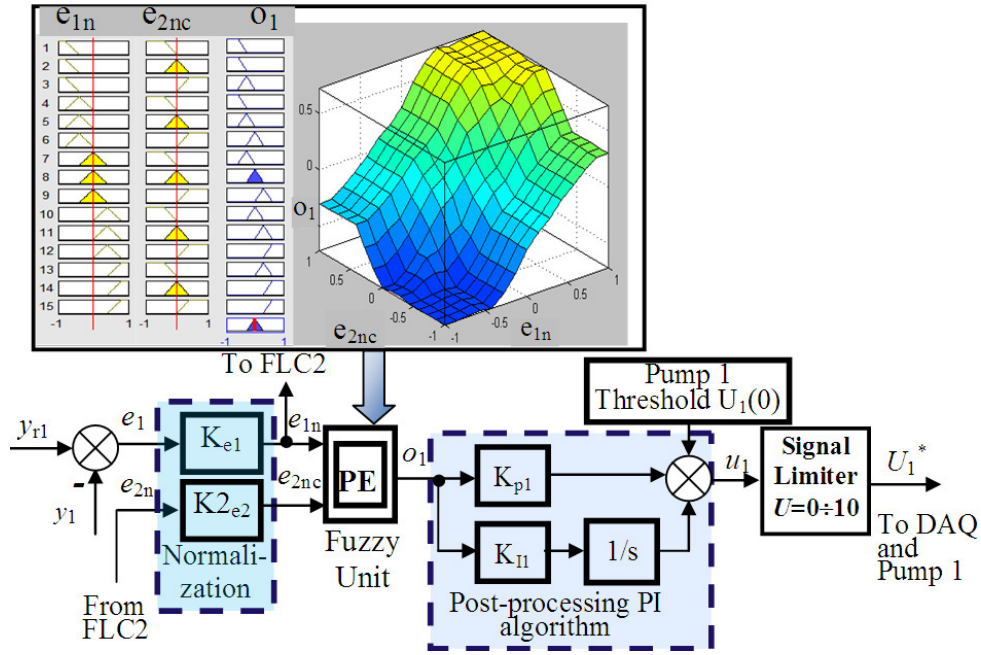 e1n e2nc o1
1
2
3
4
5
6
7
8
9
10
11
12
13
14
15
-1 1 -1 1
-1 1
0.5
0
o1
1
0.5
0
-0.5
-1
-1
-0.5
0
0.5
1
e2nc
e1n
To FLC2
Pump 1
Threshold U1(0)
yr1
e1
Ke1
e1n
-
y1
e2n
K2e2
e2nc
Normali-
zation
From
FLC2
PE
Fuzzy
Unit
o1
Kp1
KI1
1/s
Post-processing PI
algorithm
u1
Signal
Limiter
U=0÷10
U1*
To DAQ
and
Pump 1